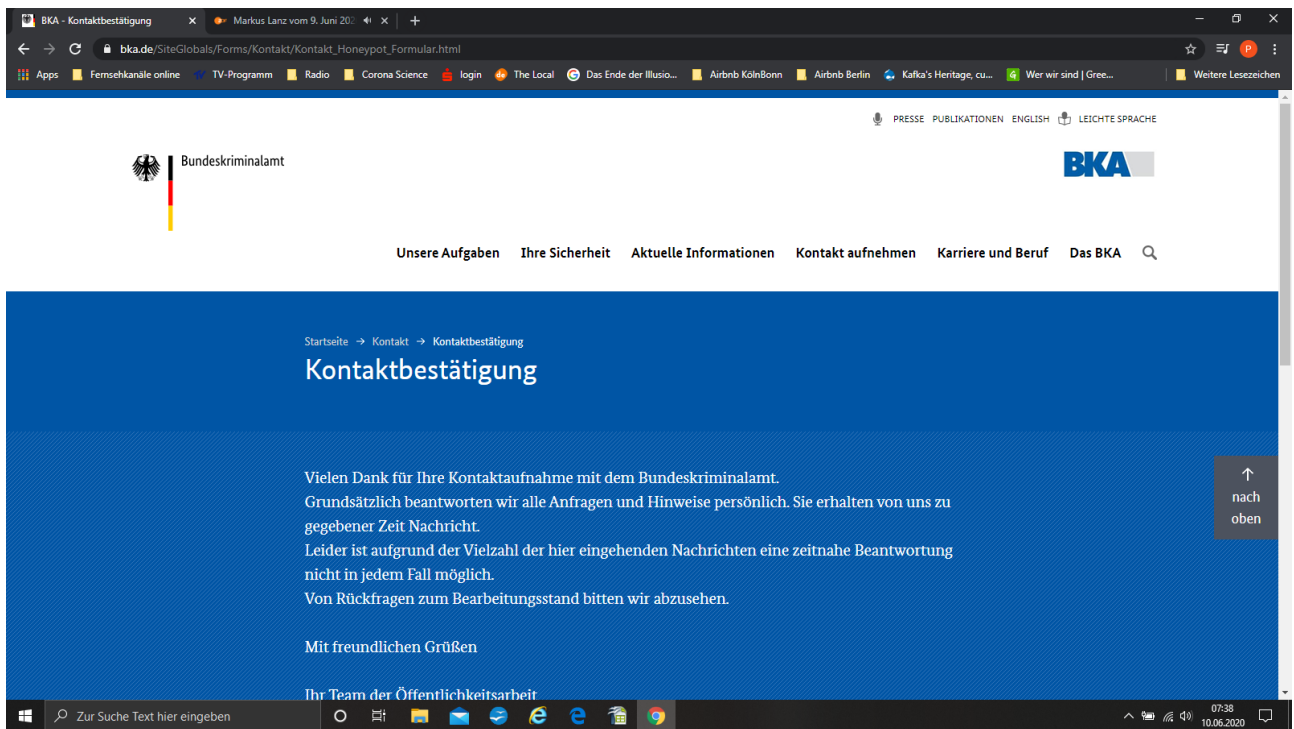 BKA - Kontaktbestätigung
Markus Lanz vom 9. Juni 202
bka.de/SiteGlobals/Forms/Kontakt/Kontakt_Honeypot_Formular.html
P
Apps Fernsehkanäle online TV-Programm Radio Corona Science login The Local Das Ende der Illusio... Airbnb KölnBonn Airbnb Berlin Kafka's Heritage, cu... Wer wir sind | Gree... Weitere Lesezeichen
PRESSE PUBLIKATIONEN ENGLISH LEICHTE SPRACHE
Bundeskriminalamt
BKA
Unsere Aufgaben Ihre Sicherheit Aktuelle Informationen Kontakt aufnehmen Karriere und Beruf Das BKA
Startseite → Kontakt → Kontaktbestätigung
Kontaktbestätigung
Vielen Dank für Ihre Kontaktaufnahme mit dem Bundeskriminalamt.
Grundsätzlich beantworten wir alle Anfragen und Hinweise persönlich. Sie erhalten von uns zu
gegebener Zeit Nachricht.
Leider ist aufgrund der Vielzahl der hier eingehenden Nachrichten eine zeitnahe Beantwortung
nicht in jedem Fall möglich.
Von Rückfragen zum Bearbeitungsstand bitten wir abzusehen.
Mit freundlichen Grüßen
Ihr Team der Öffentlichkeitsarbeit
nach
oben
Zur Suche Text hier eingeben
07:38
10.06.2020